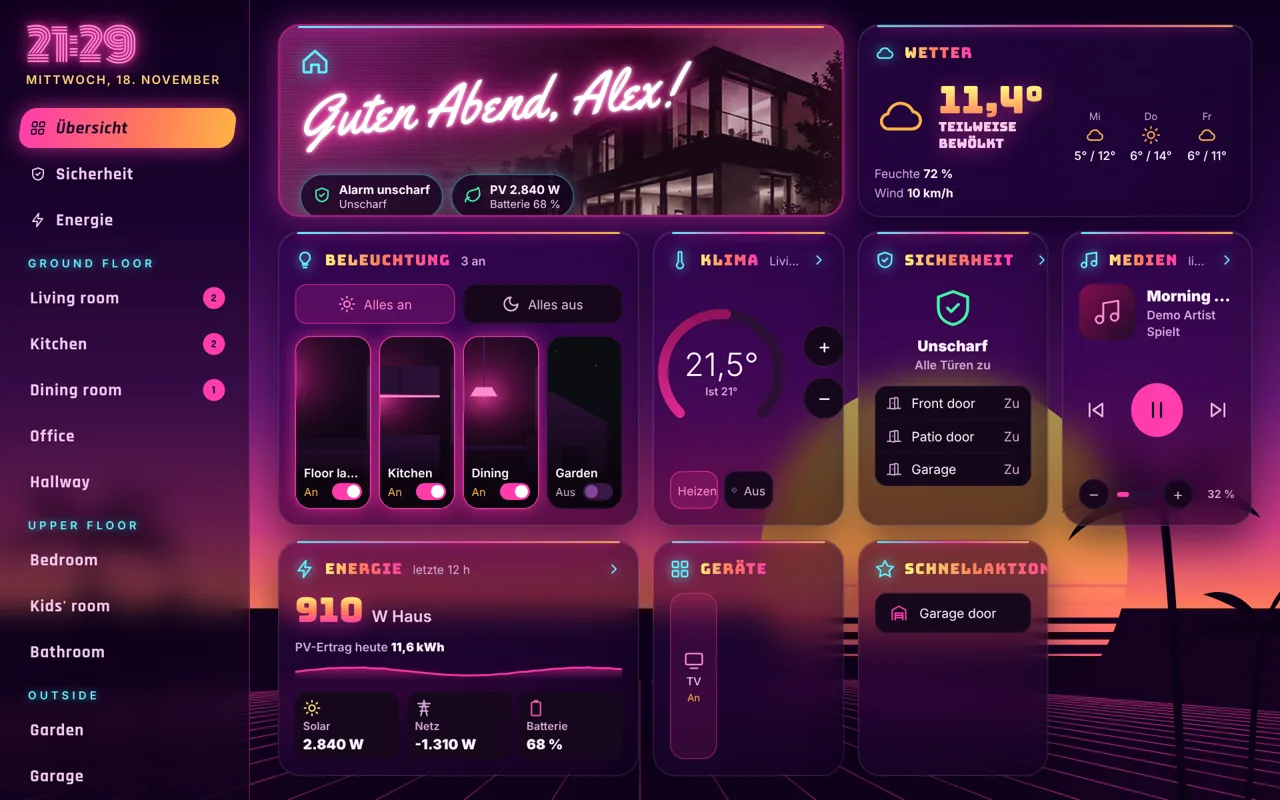 21:29
MITTWOCH, 18. NOVEMBER
Übersicht
Sicherheit
Energie
GROUND FLOOR
Living room 2
Kitchen 2
Dining room 1
Office
Hallway
UPPER FLOOR
Bedroom
Kids' room
Bathroom
OUTSIDE
Garden
Garage
Guten Abend, Alex!
Alarm unscharf
Unscharf
PV 2.840 W
Batterie 68 %
WETTER
11,4°
TEILWEISE
BEWÖLKT
Feuchte 72 %
Wind 10 km/h
Mi Do Fr
5° / 12° 6° / 14° 6° / 11°
BELEUCHTUNG 3 an
Alles an Alles aus
Floor la... Kitchen Dining Garden
An An An Aus
KLIMA Livi...
21,5°
Ist 21°
+
−
Heizen Aus
SICHERHEIT
Unscharf
Alle Türen zu
Front door Zu
Patio door Zu
Garage Zu
MEDIEN li...
Morning ...
Demo Artist
Spielt
− + 32 %
ENERGIE letzte 12 h
910 W Haus
PV-Ertrag heute 11,6 kWh
Solar
2.840 W
Netz
-1.310 W
Batterie
68 %
GERÄTE
TV
An
SCHNELLAKTION
Garage door